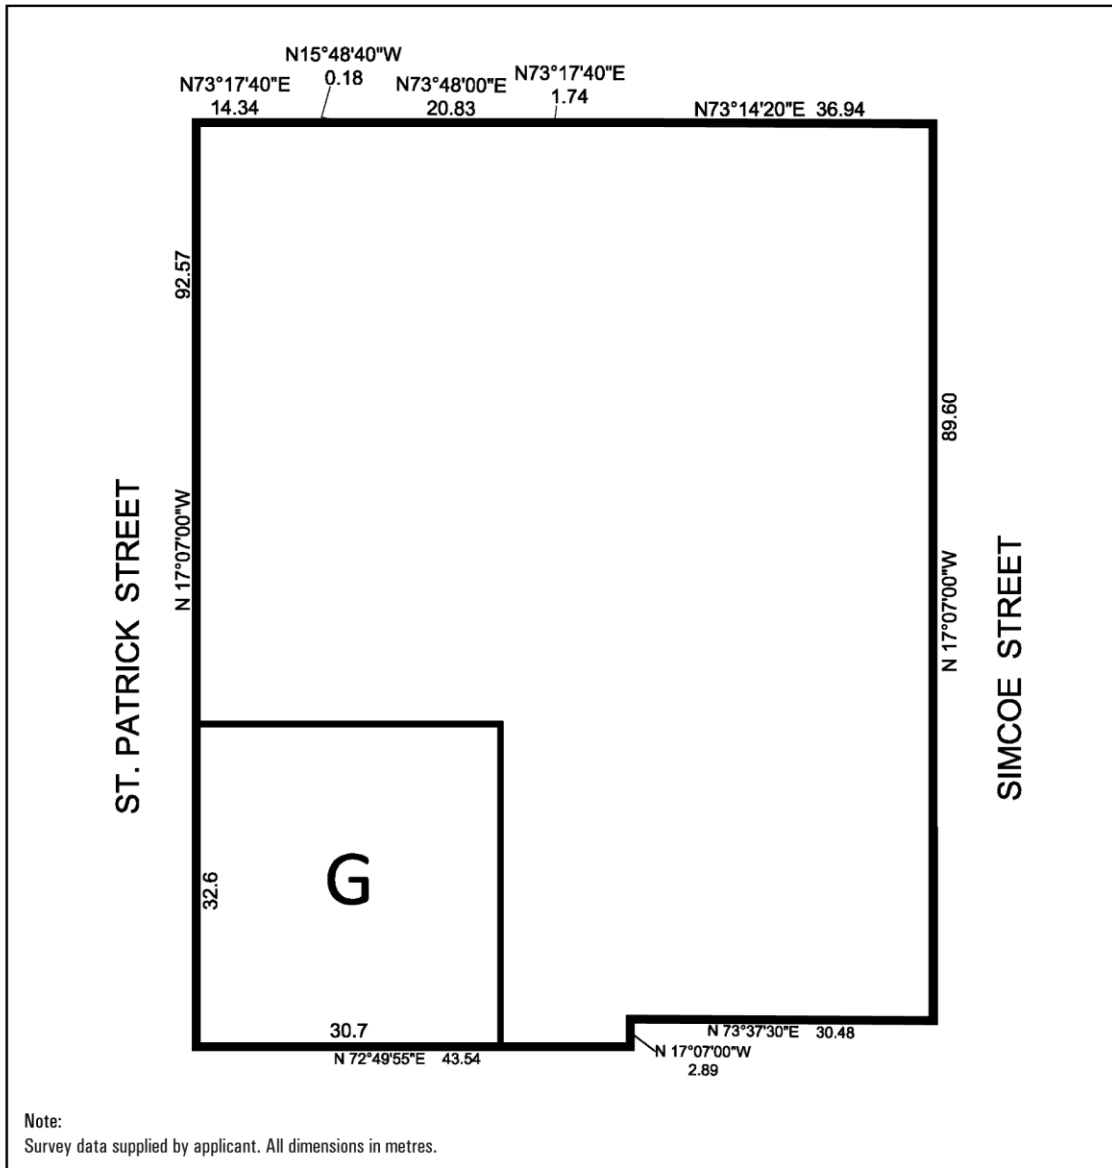 N15°48'40"W
0.18
N73°17'40"E
14.34
N73°48'00"E
20.83
N73°17'40"E
1.74
N73°14'20"E 36.94
92.57
N 17°07'00"W
ST. PATRICK STREET
89.60
N 17°07'00"W
SIMCOE STREET
G
32.6
30.7
N 72°49'55"E 43.54
N 73°37'30"E 30.48
N 17°07'00"W
2.89
Note:
Survey data supplied by applicant. All dimensions in metres.